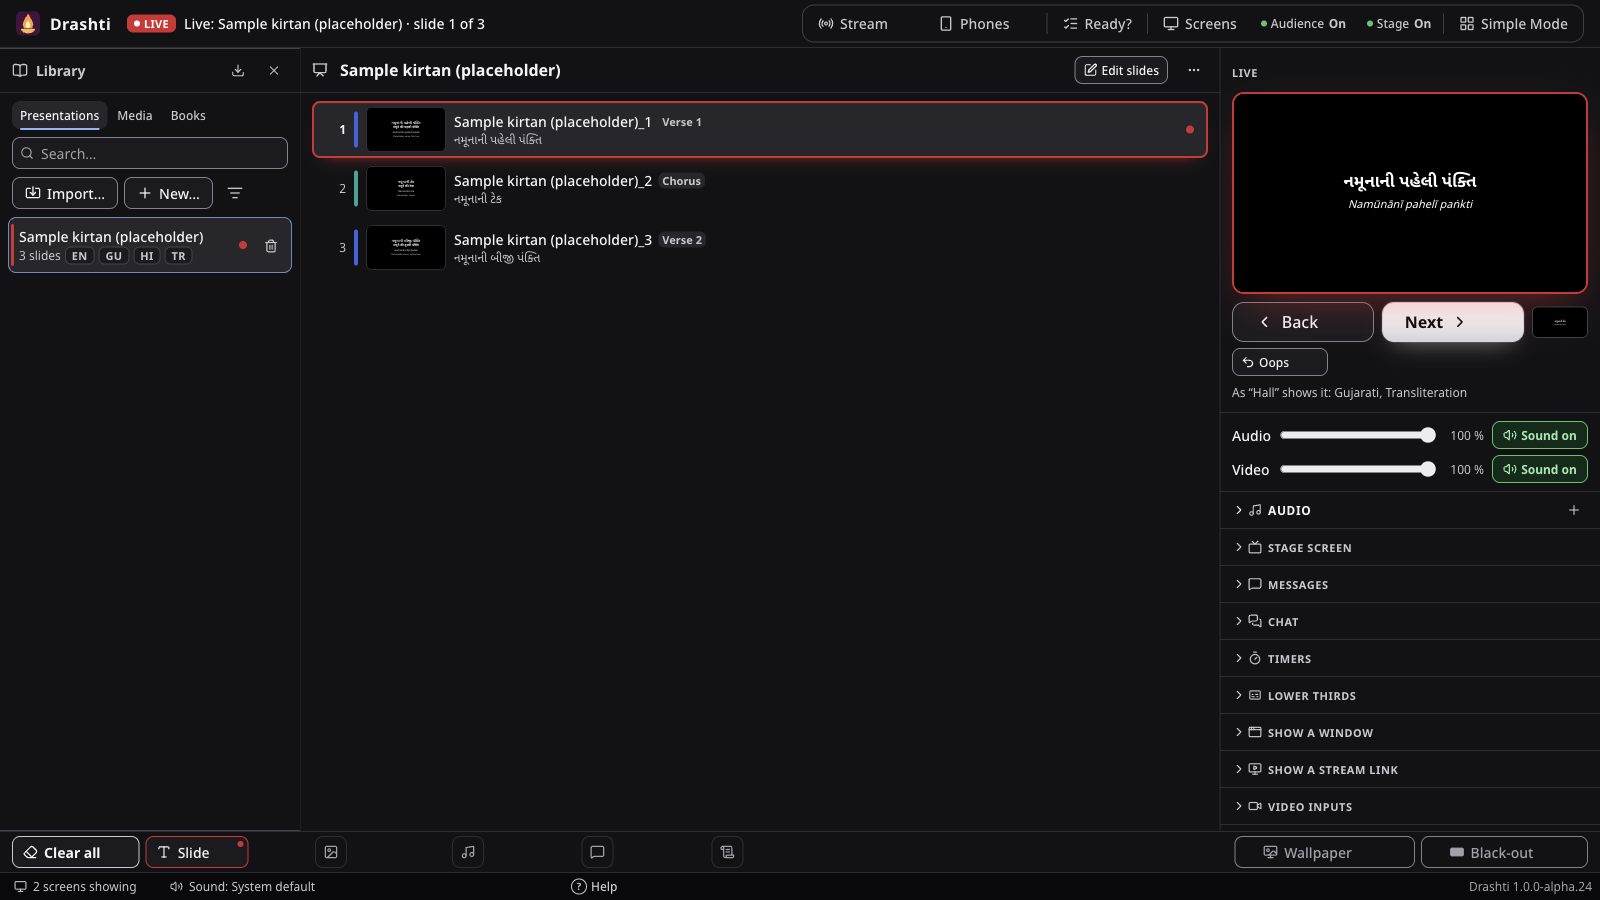 Drashti
LIVE
Live: Sample kirtan (placeholder) · slide 1 of 3
Stream
Phones
Ready?
Screens
Audience On
Stage On
Simple Mode
Library
Presentations
Media
Books
Search...
Import...
New...
Sample kirtan (placeholder)
3 slides EN GU HI TR
Sample kirtan (placeholder)
Edit slides
1
Sample kirtan (placeholder)_1 Verse 1
નમૂનાની પહેલી પંક્તિ
2
Sample kirtan (placeholder)_2 Chorus
નમૂનાની ટેક
3
Sample kirtan (placeholder)_3 Verse 2
નમૂનાની બીજી પંક્તિ
LIVE
નમૂનાની પહેલી પંક્તિ
Namūnānī pahelī paṅkti
Back
Next
Oops
As “Hall” shows it: Gujarati, Transliteration
Audio
100 %
Sound on
Video
100 %
Sound on
AUDIO
STAGE SCREEN
MESSAGES
CHAT
TIMERS
LOWER THIRDS
SHOW A WINDOW
SHOW A STREAM LINK
VIDEO INPUTS
Clear all
Slide
Wallpaper
Black-out
2 screens showing
Sound: System default
? Help
Drashti 1.0.0-alpha.24